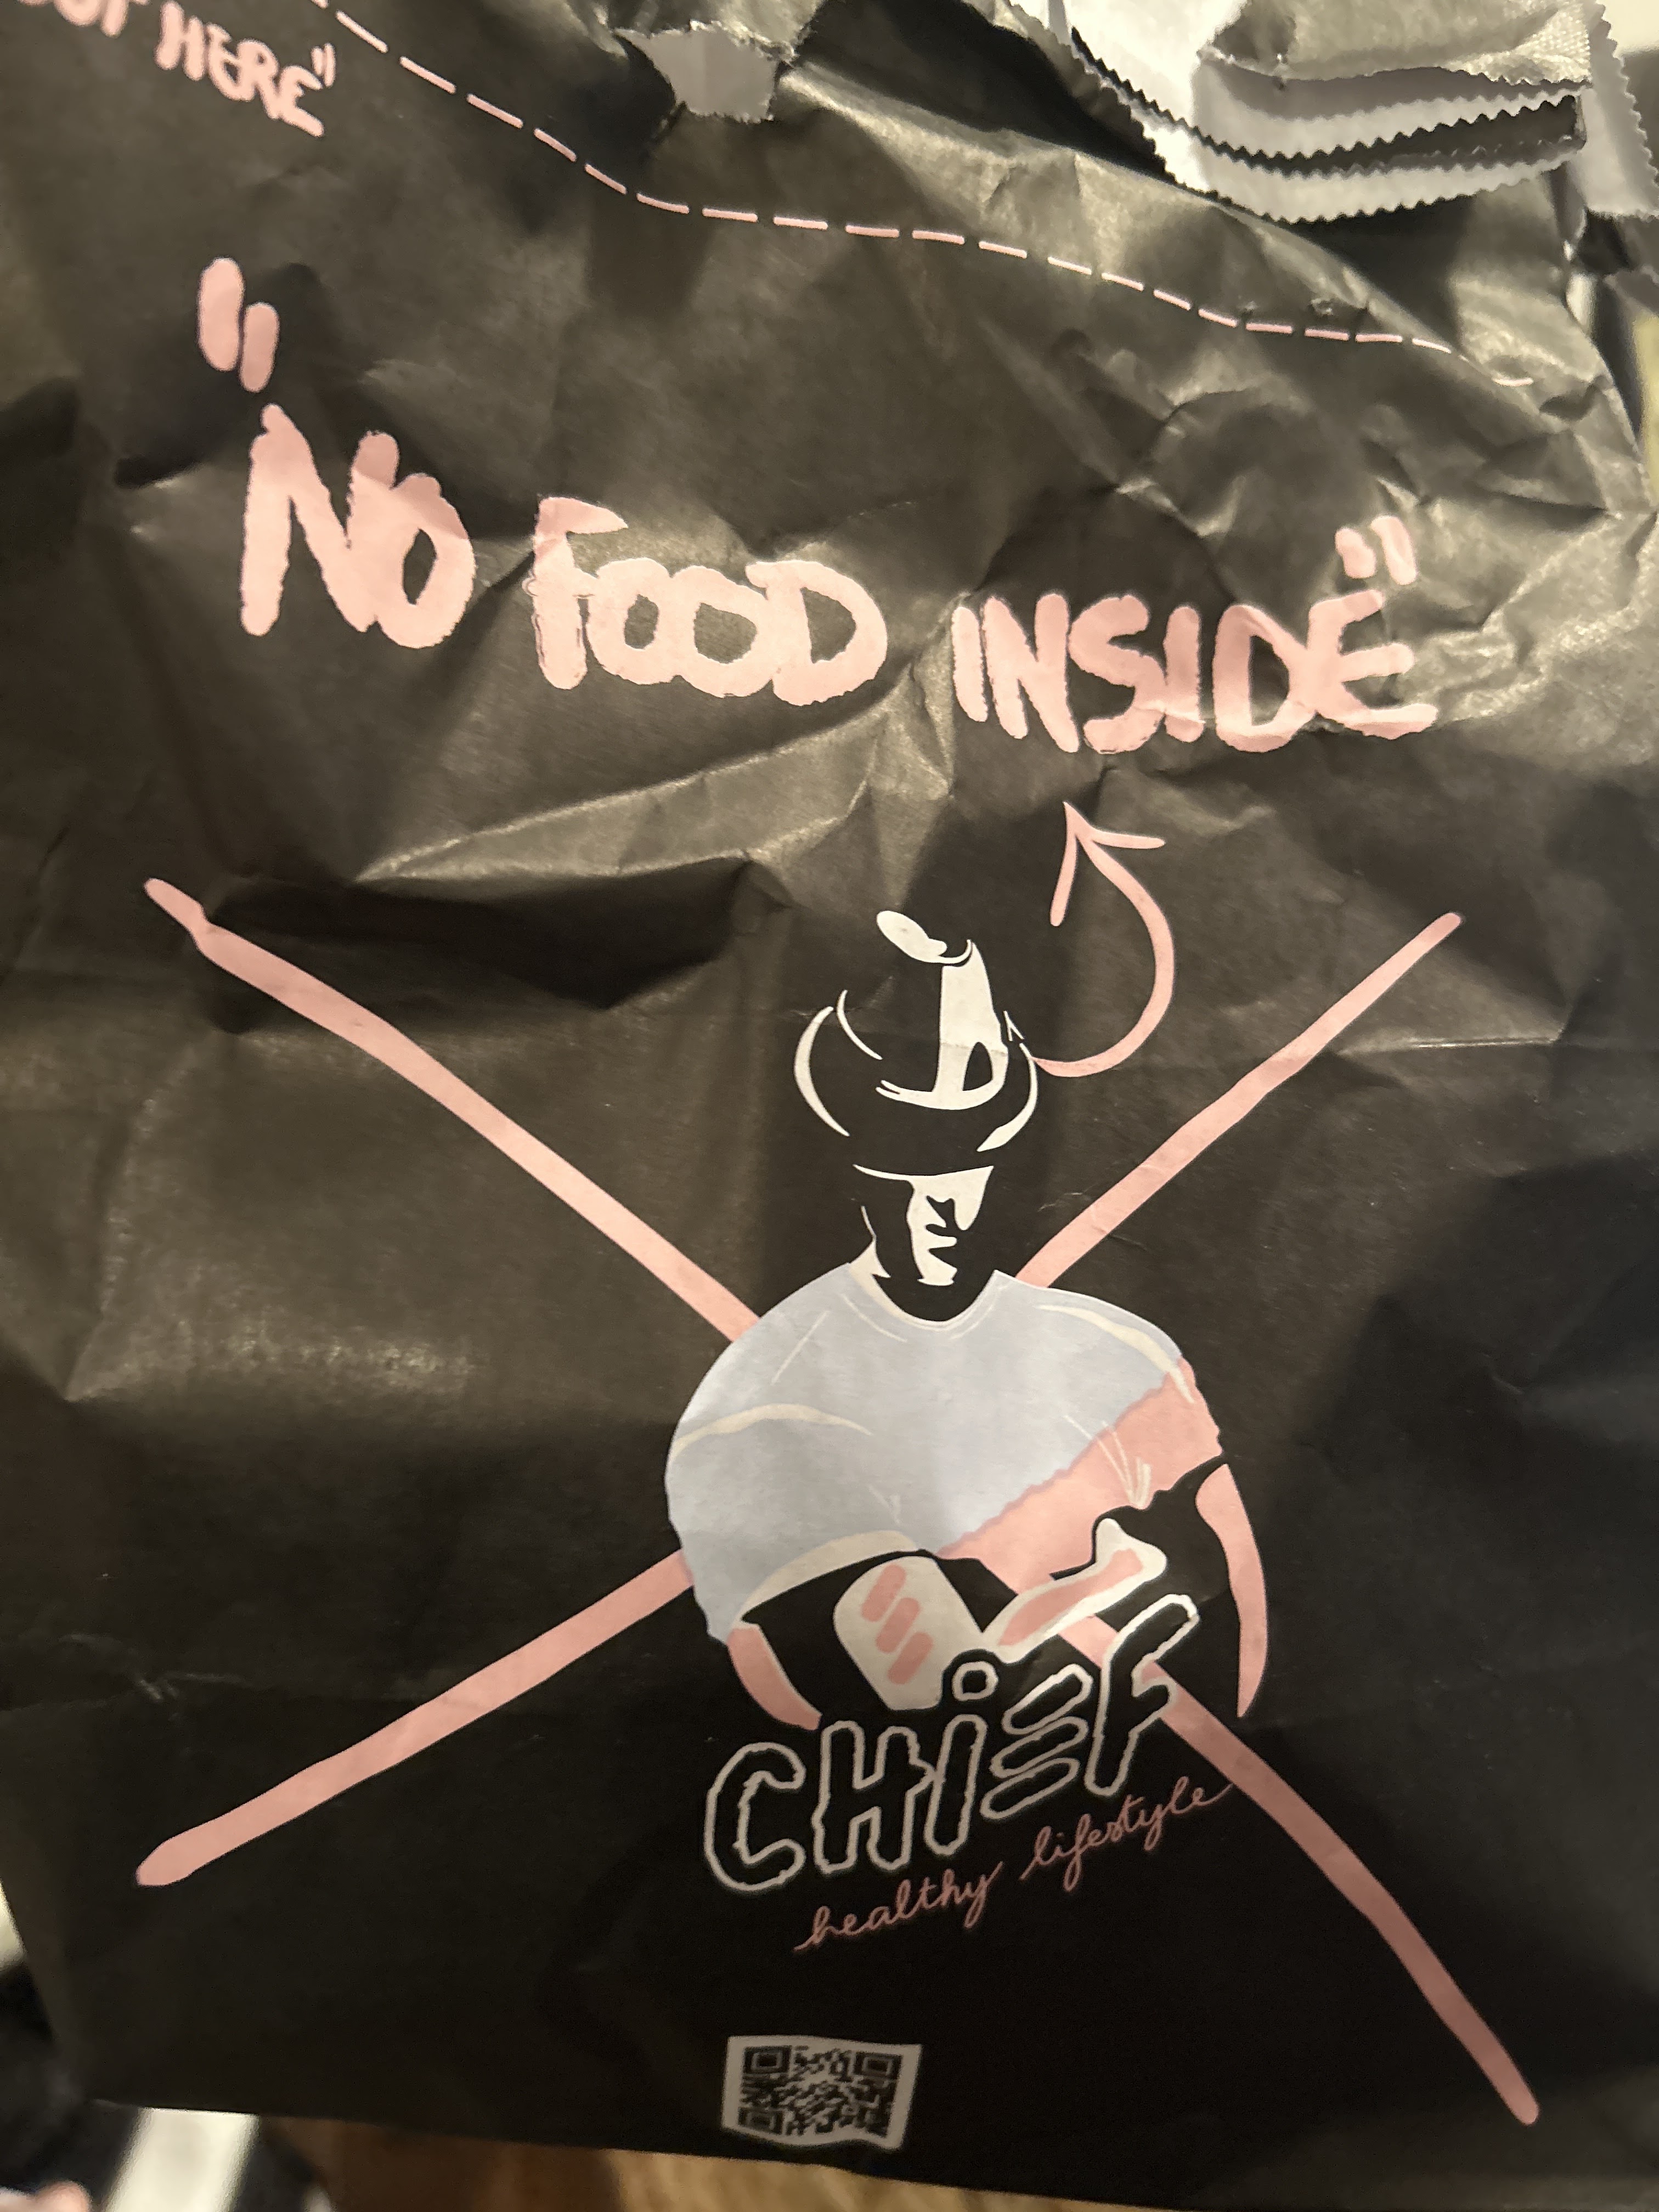 HERE"
"NO FOOD INSIDE"
CHiEF
healthy lifestyle